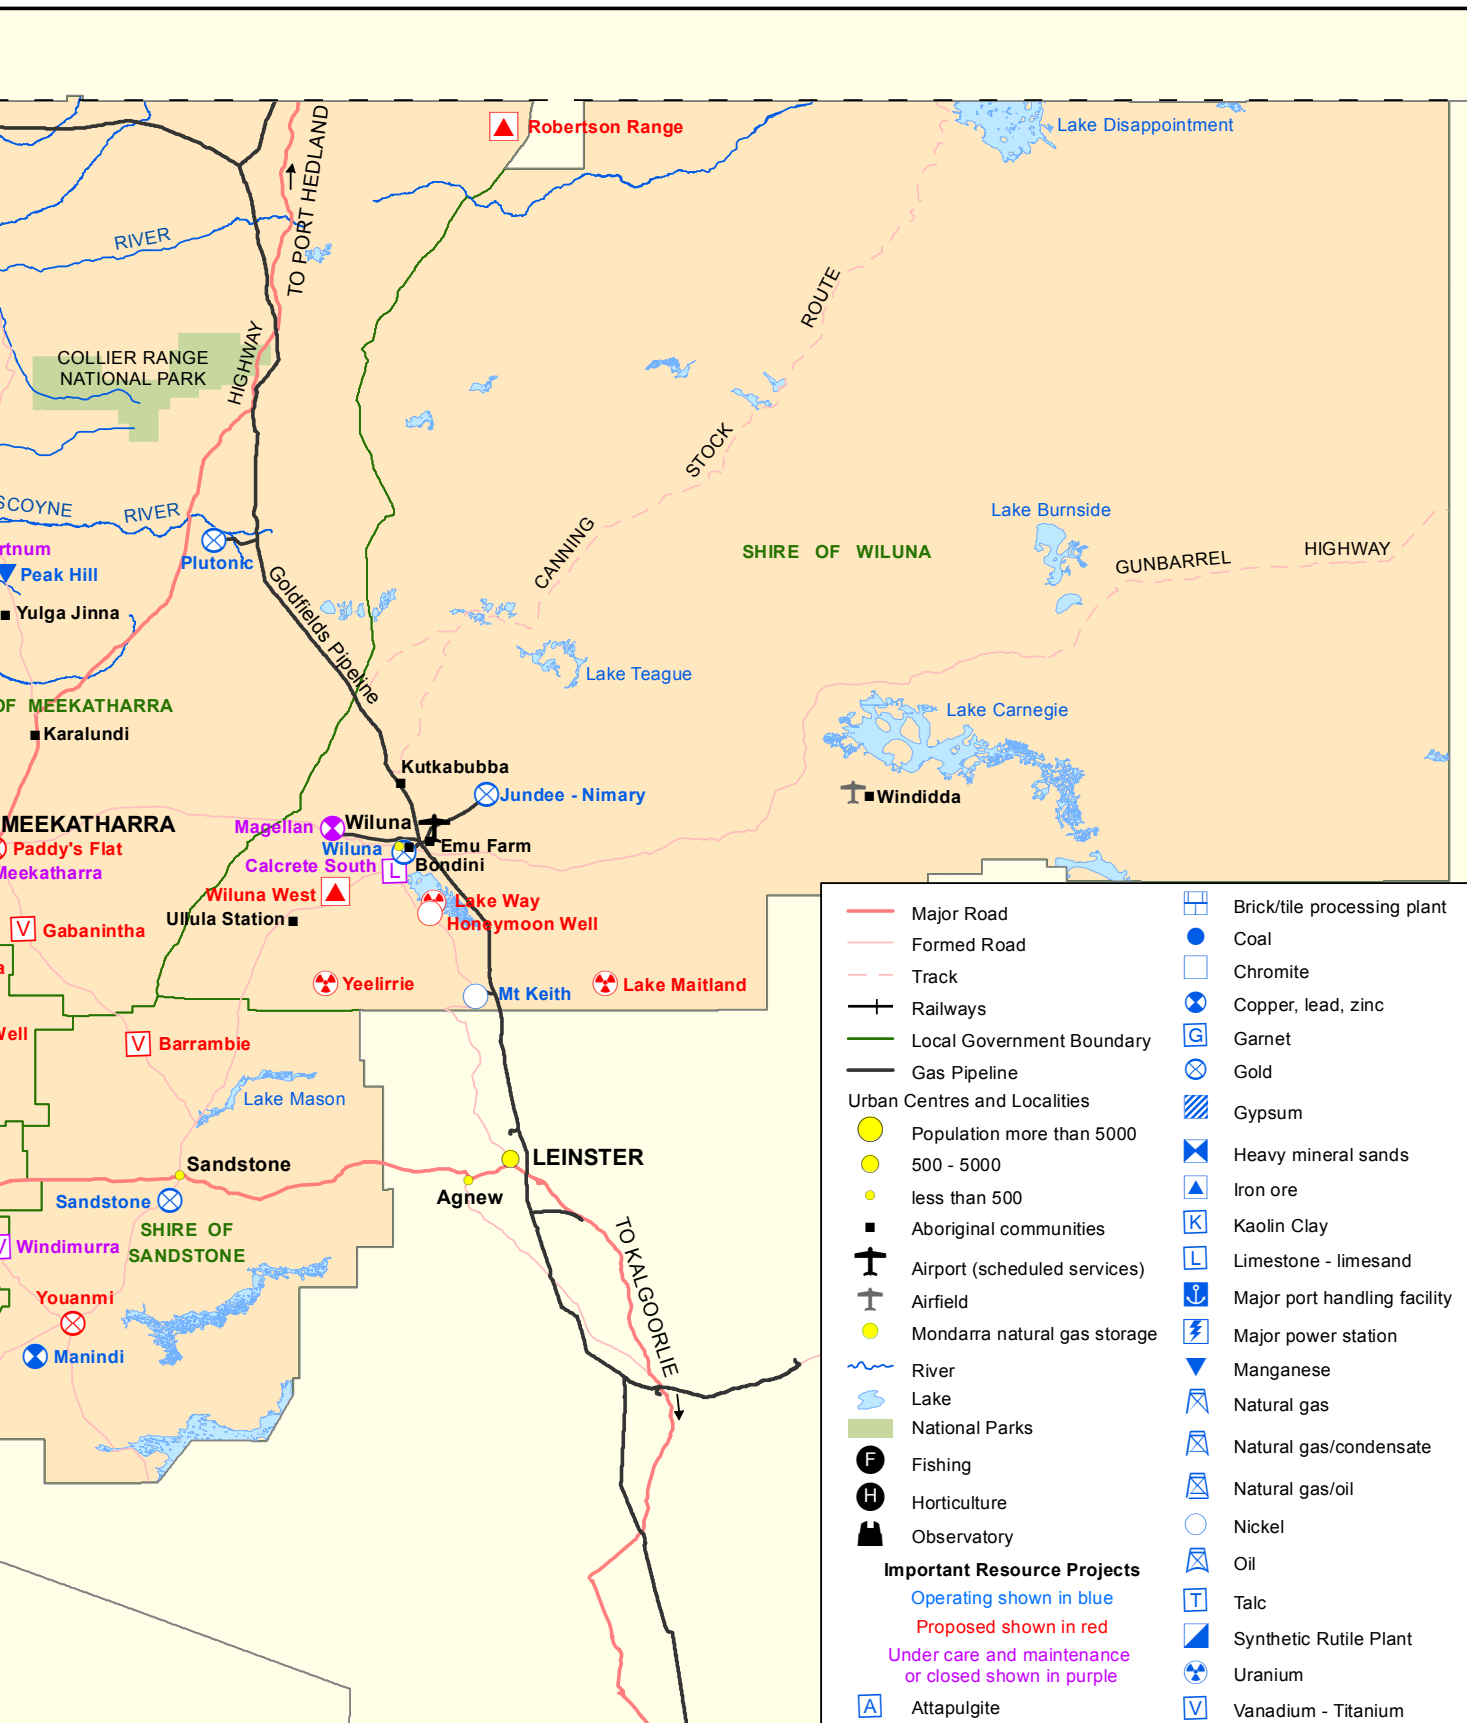 Robertson Range
Lake Disappointment
TO PORT HEDLAND
RIVER
ROUTE
COLLIER RANGE
NATIONAL PARK
HIGHWAY
STOCK
SCOYNE
RIVER
Lake Burnside
CANNING
SHIRE OF WILUNA
GUNBARREL
HIGHWAY
rtnum
Plutonic
Peak Hill
Goldfields Pipeline
Yulga Jinna
Lake Teague
OF MEEKATHARRA
Lake Carnegie
Karalundi
Kutkabubba
Jundee - Nimary
Windidda
MEEKATHARRA
Magellan
Wiluna
Paddy's Flat
Wiluna
Emu Farm
Meekatharra
Calcrete South
L
Bondini
Wiluna West
Lake Way
Ullula Station
Honeymoon Well
V
Gabanintha
a
Yeelirrie
Mt Keith
Lake Maitland
Well
V
Barrambie
Lake Mason
LEINSTER
Sandstone
Agnew
Sandstone
SHIRE OF
SANDSTONE
V
Windimurra
TO KALGOORLIE
Youanmi
Manindi
Major Road
Formed Road
Track
Railways
Local Government Boundary
Gas Pipeline
Urban Centres and Localities
Population more than 5000
500 - 5000
less than 500
Aboriginal communities
Airport (scheduled services)
Airfield
Mondarra natural gas storage
River
Lake
National Parks
F
Fishing
H
Horticulture
Observatory
Important Resource Projects
Operating shown in blue
Proposed shown in red
Under care and maintenance
or closed shown in purple
A
Attapulgite
Brick/tile processing plant
Coal
Chromite
Copper, lead, zinc
G
Garnet
Gold
Gypsum
Heavy mineral sands
Iron ore
K
Kaolin Clay
L
Limestone - limesand
Major port handling facility
Major power station
Manganese
Natural gas
Natural gas/condensate
Natural gas/oil
Nickel
Oil
T
Talc
Synthetic Rutile Plant
Uranium
V
Vanadium - Titanium